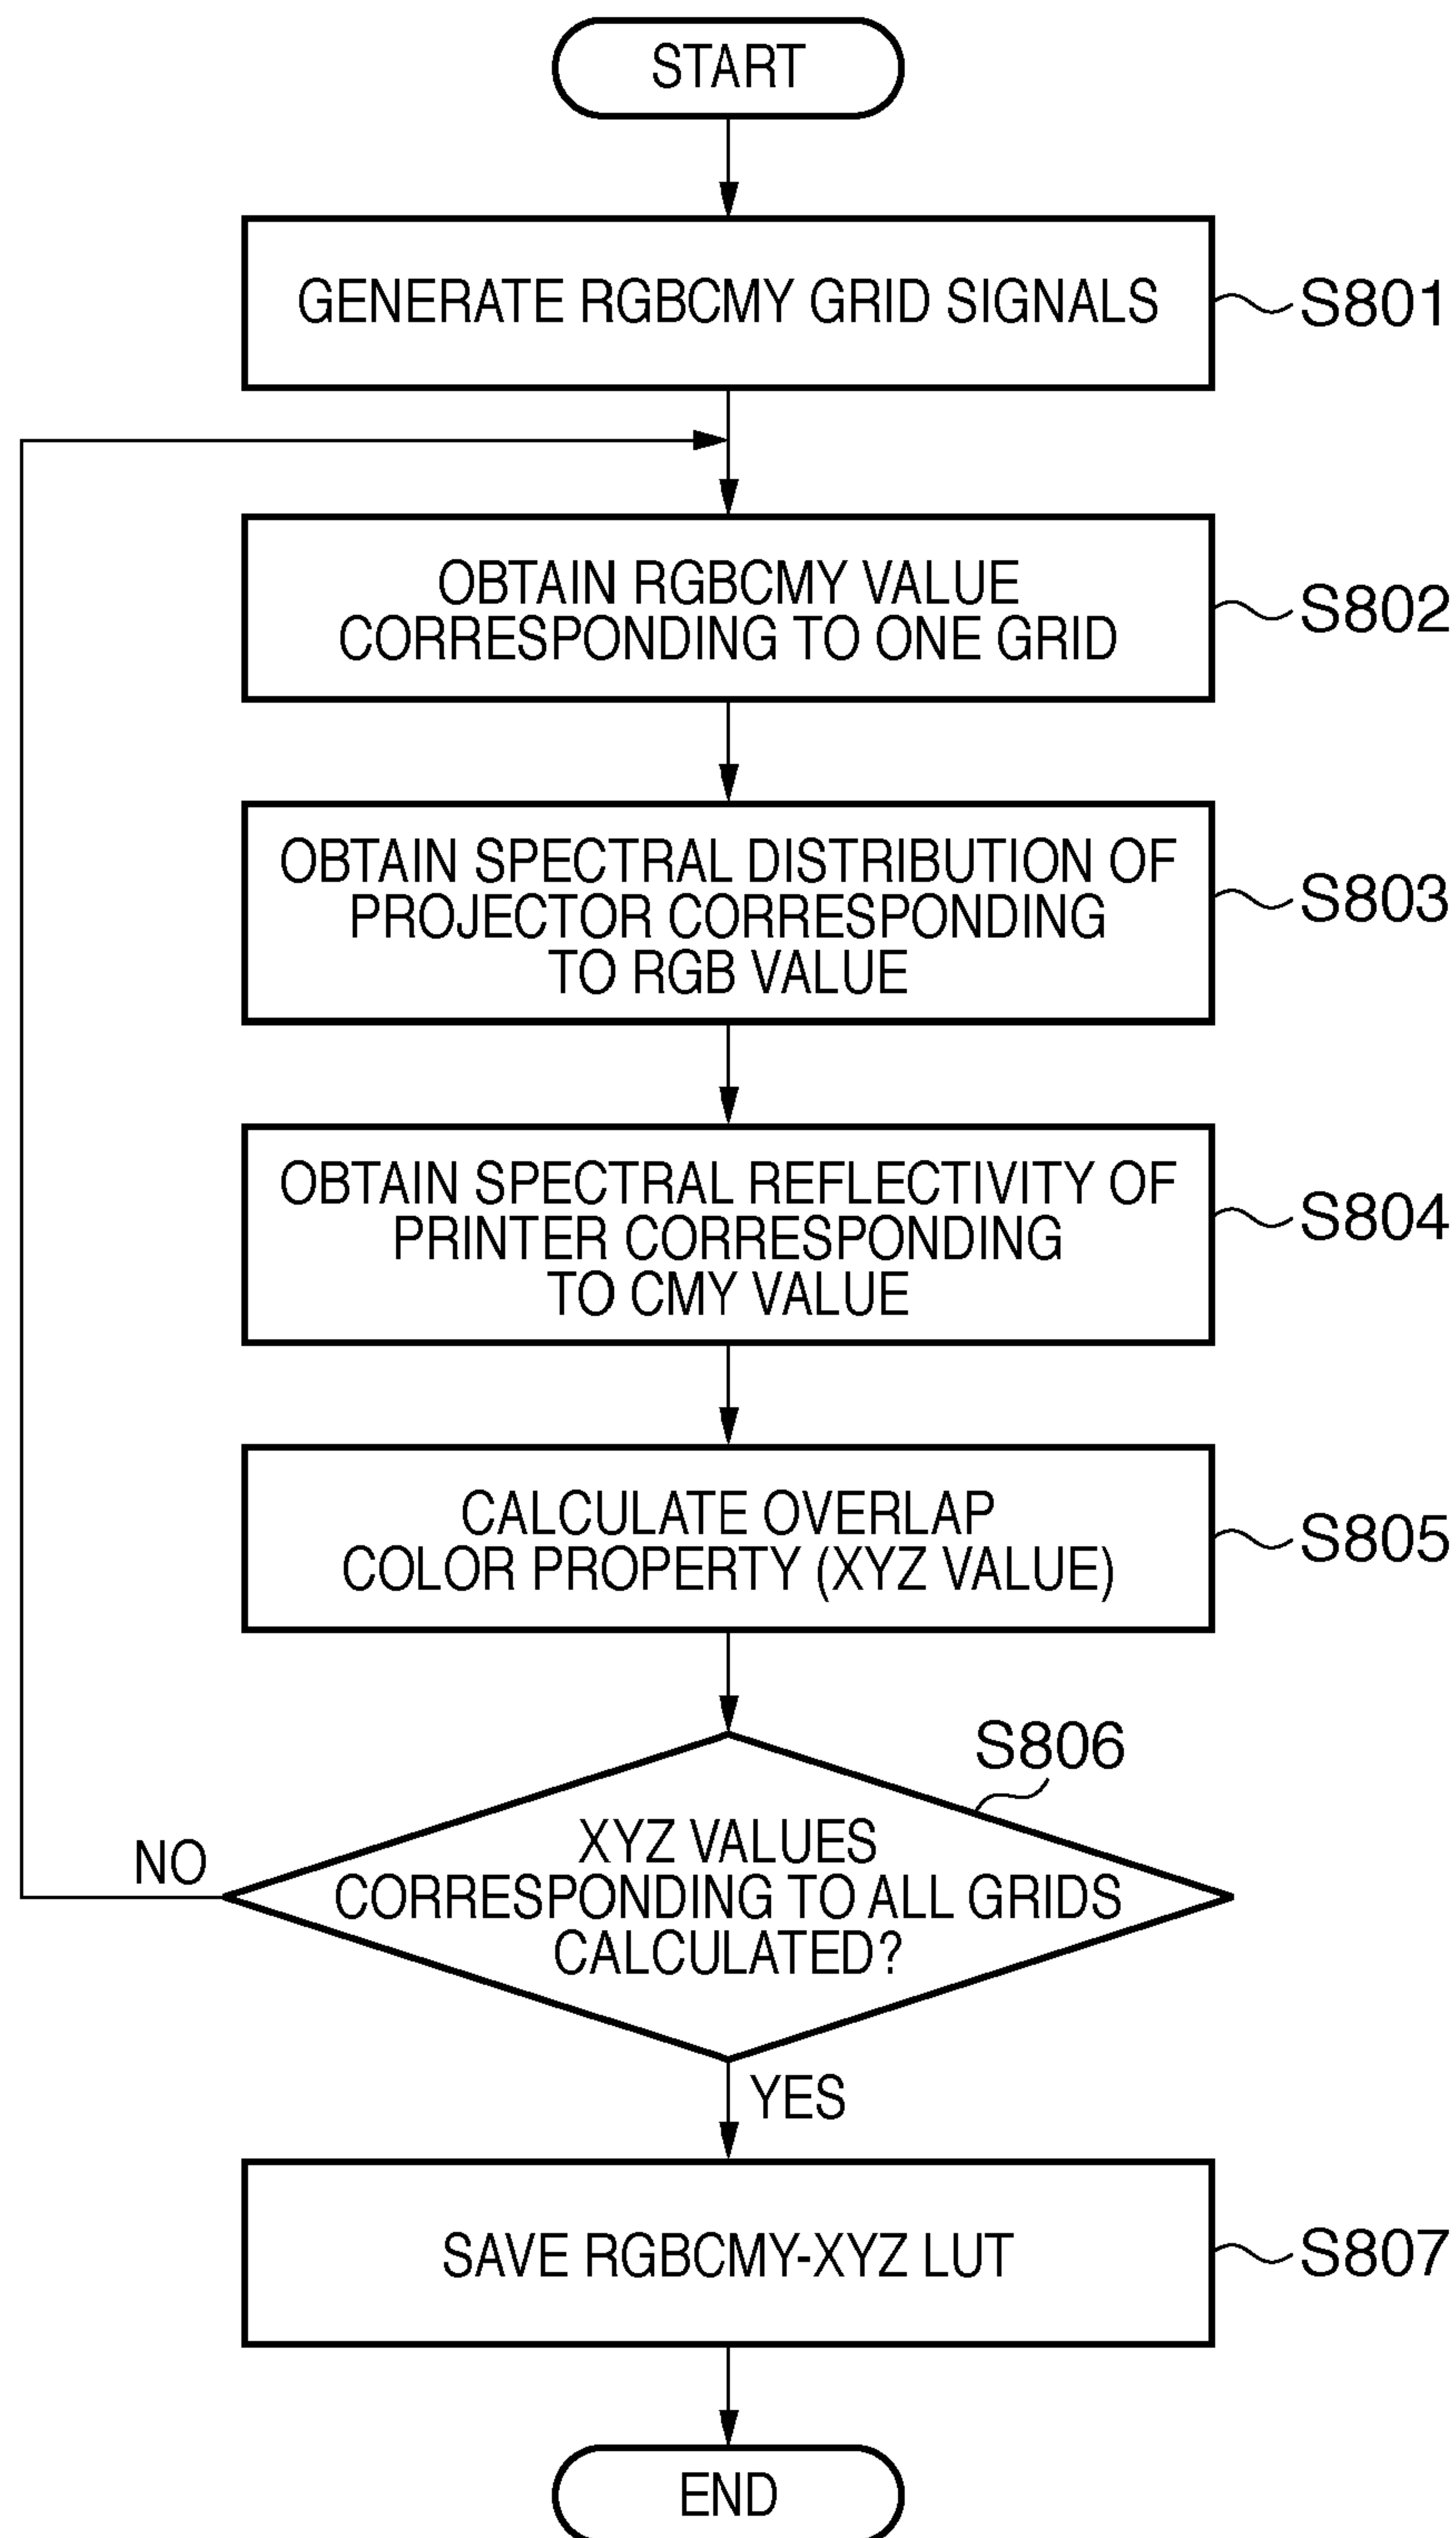 START
GENERATE RGBCMY GRID SIGNALS
S801
OBTAIN RGBCMY VALUE
CORRESPONDING TO ONE GRID
S802
OBTAIN SPECTRAL DISTRIBUTION OF
PROJECTOR CORRESPONDING
TO RGB VALUE
S803
OBTAIN SPECTRAL REFLECTIVITY OF
PRINTER CORRESPONDING
TO CMY VALUE
S804
CALCULATE OVERLAP
COLOR PROPERTY (XYZ VALUE)
S805
S806
XYZ VALUES
CORRESPONDING TO ALL GRIDS
CALCULATED?
NO
YES
SAVE RGBCMY-XYZ LUT
S807
END